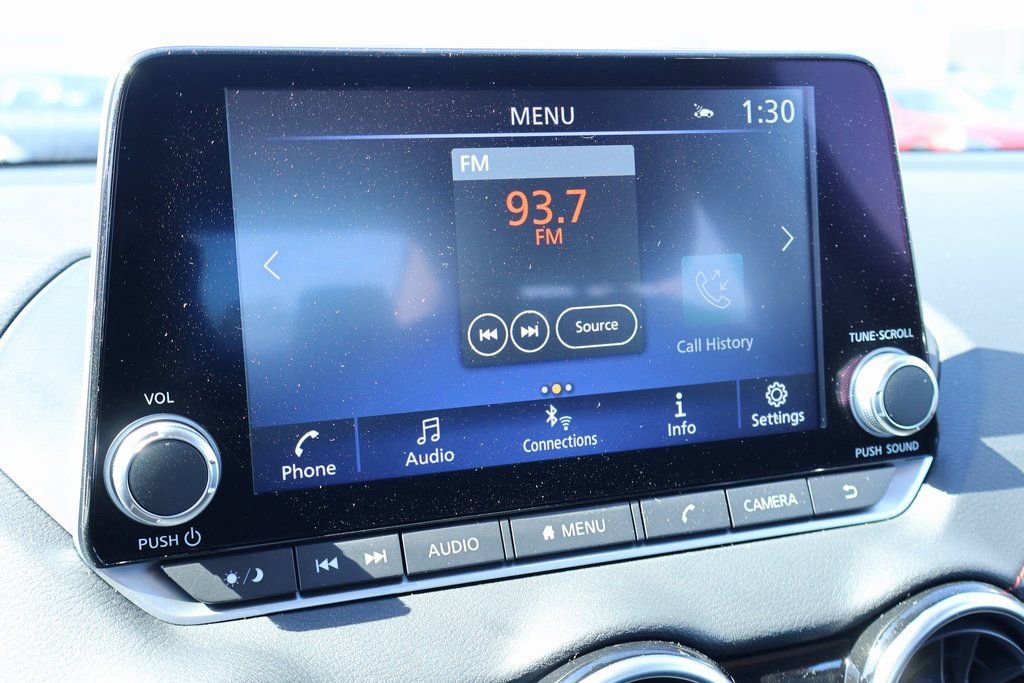 MENU
1:30
FM
93.7
FM
Source
Call History
Phone
Audio
Connections
Info
Settings
VOL
PUSH
TUNE·SCROLL
PUSH SOUND
AUDIO
MENU
CAMERA